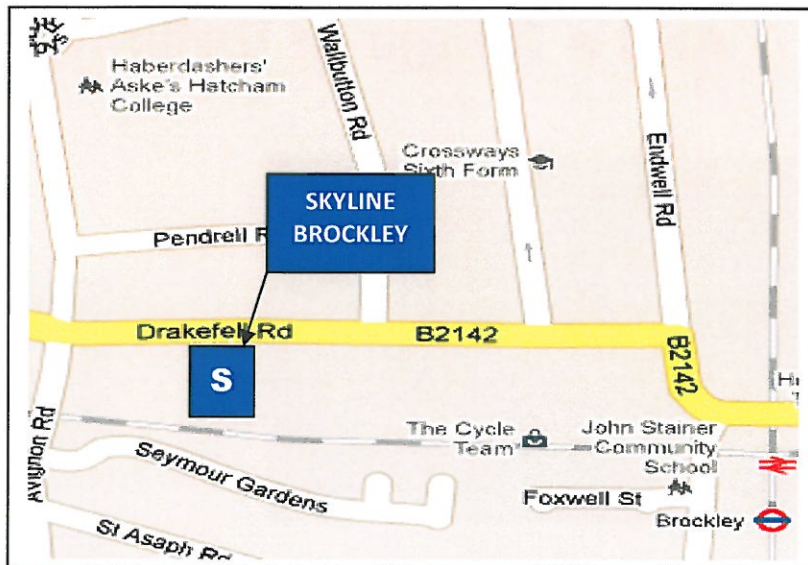 Haberdashers'
Aske's Hatcham
College
Wallbutton Rd
Crossways
Sixth Form
Endwell Rd
SKYLINE
BROCKLEY
Pendrell
Drakefell Rd
B2142
B2142
S
Avignon Rd
The Cycle
Team
John Stainer
Community
School
Seymour Gardens
Foxwell St
Brockley
St Asaph Rd